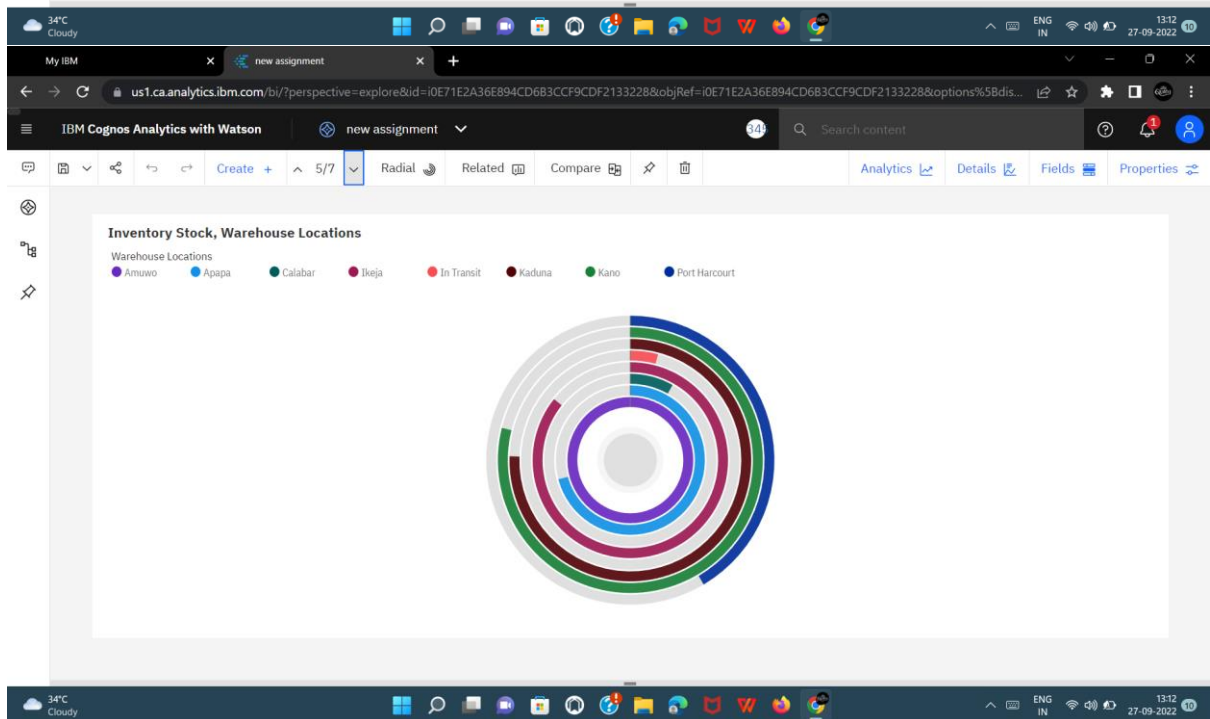 34°C
Cloudy
ENG
IN
13:12
27-09-2022
10
My IBM
new assignment
us1.ca.analytics.ibm.com/bi/?perspective=explore&id=i0E71E2A36E894CD6B3CCF9CDF2133228&objRef=i0E71E2A36E894CD6B3CCF9CDF2133228&options%5Bdis...
IBM Cognos Analytics with Watson
new assignment
Search content
1
Create +
5/7
Radial
Related
Compare
Analytics
Details
Fields
Properties
Inventory Stock, Warehouse Locations
Warehouse Locations
Amuwo Apapa Calabar Ikeja In Transit Kaduna Kano Port Harcourt
34°C
Cloudy
ENG
IN
13:12
27-09-2022
10